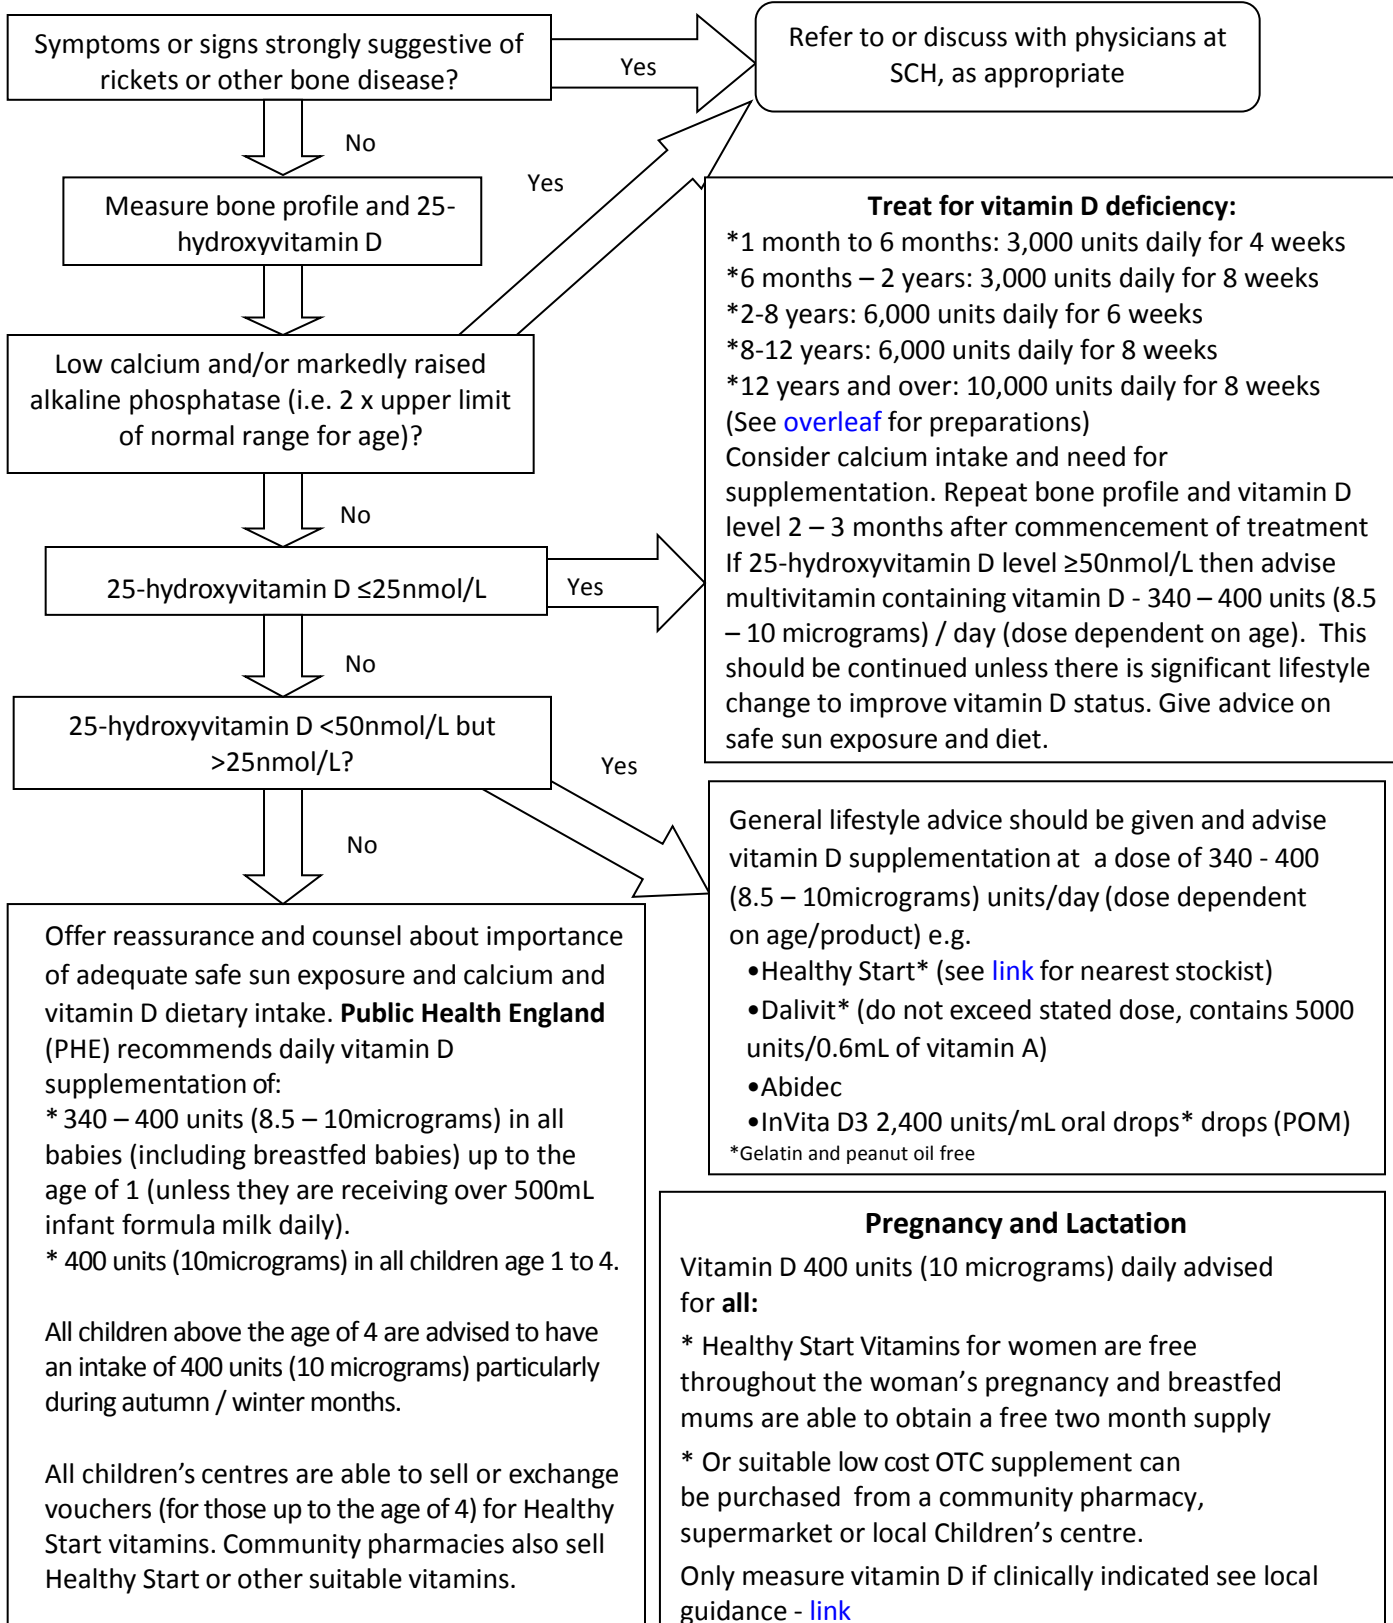 Symptoms or signs strongly suggestive of
rickets or other bone disease?
Yes
Refer to or discuss with physicians at
SCH, as appropriate
No
Measure bone profile and 25-
hydroxyvitamin D
Yes
Low calcium and/or markedly raised
alkaline phosphatase (i.e. 2 x upper limit
of normal range for age)?
No
25-hydroxyvitamin D ≤25nmol/L
Yes
Treat for vitamin D deficiency:
*1 month to 6 months: 3,000 units daily for 4 weeks
*6 months – 2 years: 3,000 units daily for 8 weeks
*2-8 years: 6,000 units daily for 6 weeks
*8-12 years: 6,000 units daily for 8 weeks
*12 years and over: 10,000 units daily for 8 weeks
(See overleaf for preparations)
Consider calcium intake and need for
supplementation. Repeat bone profile and vitamin D
level 2 – 3 months after commencement of treatment
If 25-hydroxyvitamin D level ≥50nmol/L then advise
multivitamin containing vitamin D - 340 – 400 units (8.5
– 10 micrograms) / day (dose dependent on age). This
should be continued unless there is significant lifestyle
change to improve vitamin D status. Give advice on
safe sun exposure and diet.
No
25-hydroxyvitamin D <50nmol/L but
>25nmol/L?
Yes
General lifestyle advice should be given and advise
vitamin D supplementation at a dose of 340 - 400
(8.5 – 10micrograms) units/day (dose dependent
on age/product) e.g.
•Healthy Start* (see link for nearest stockist)
•Dalivit* (do not exceed stated dose, contains 5000
units/0.6mL of vitamin A)
•Abidec
•InVita D3 2,400 units/mL oral drops* drops (POM)
*Gelatin and peanut oil free
No
Offer reassurance and counsel about importance
of adequate safe sun exposure and calcium and
vitamin D dietary intake. Public Health England
(PHE) recommends daily vitamin D
supplementation of:
* 340 – 400 units (8.5 – 10micrograms) in all
babies (including breastfed babies) up to the
age of 1 (unless they are receiving over 500mL
infant formula milk daily).
* 400 units (10micrograms) in all children age 1 to 4.
All children above the age of 4 are advised to have
an intake of 400 units (10 micrograms) particularly
during autumn / winter months.
All children's centres are able to sell or exchange
vouchers (for those up to the age of 4) for Healthy
Start vitamins. Community pharmacies also sell
Healthy Start or other suitable vitamins.
Pregnancy and Lactation
Vitamin D 400 units (10 micrograms) daily advised
for all:
* Healthy Start Vitamins for women are free
throughout the woman's pregnancy and breastfed
mums are able to obtain a free two month supply
* Or suitable low cost OTC supplement can
be purchased from a community pharmacy,
supermarket or local Children's centre.
Only measure vitamin D if clinically indicated see local
guidance - link